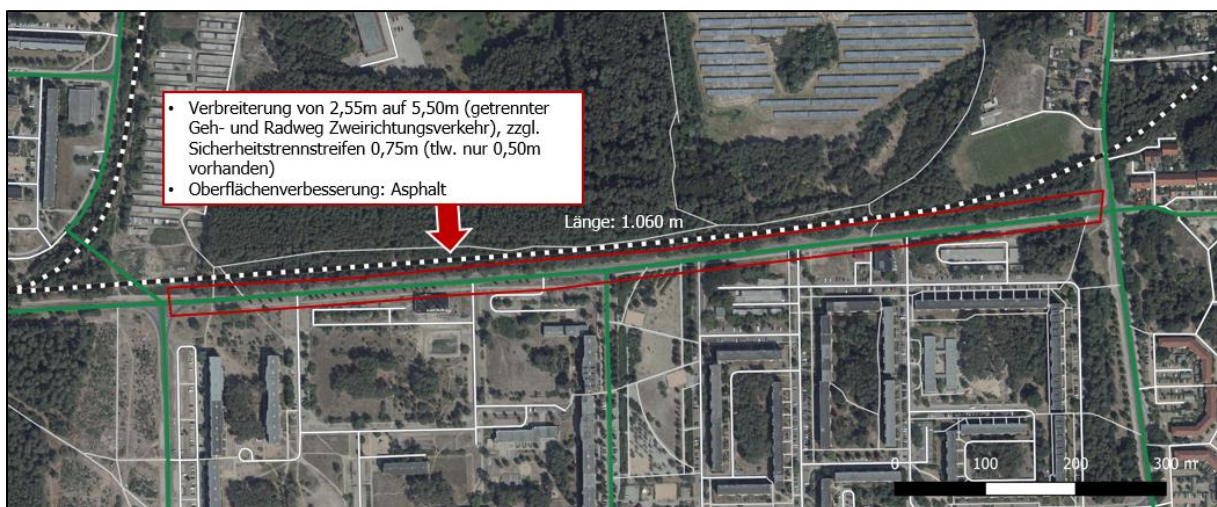 • Verbreiterung von 2,55m auf 5,50m (getrennter
Geh- und Radweg Zweirichtungsverkehr), zzgl.
Sicherheitstrennstreifen 0,75m (tlw. nur 0,50m
vorhanden)
• Oberflächenverbesserung: Asphalt
Länge: 1.060 m
0 100 200 300 m